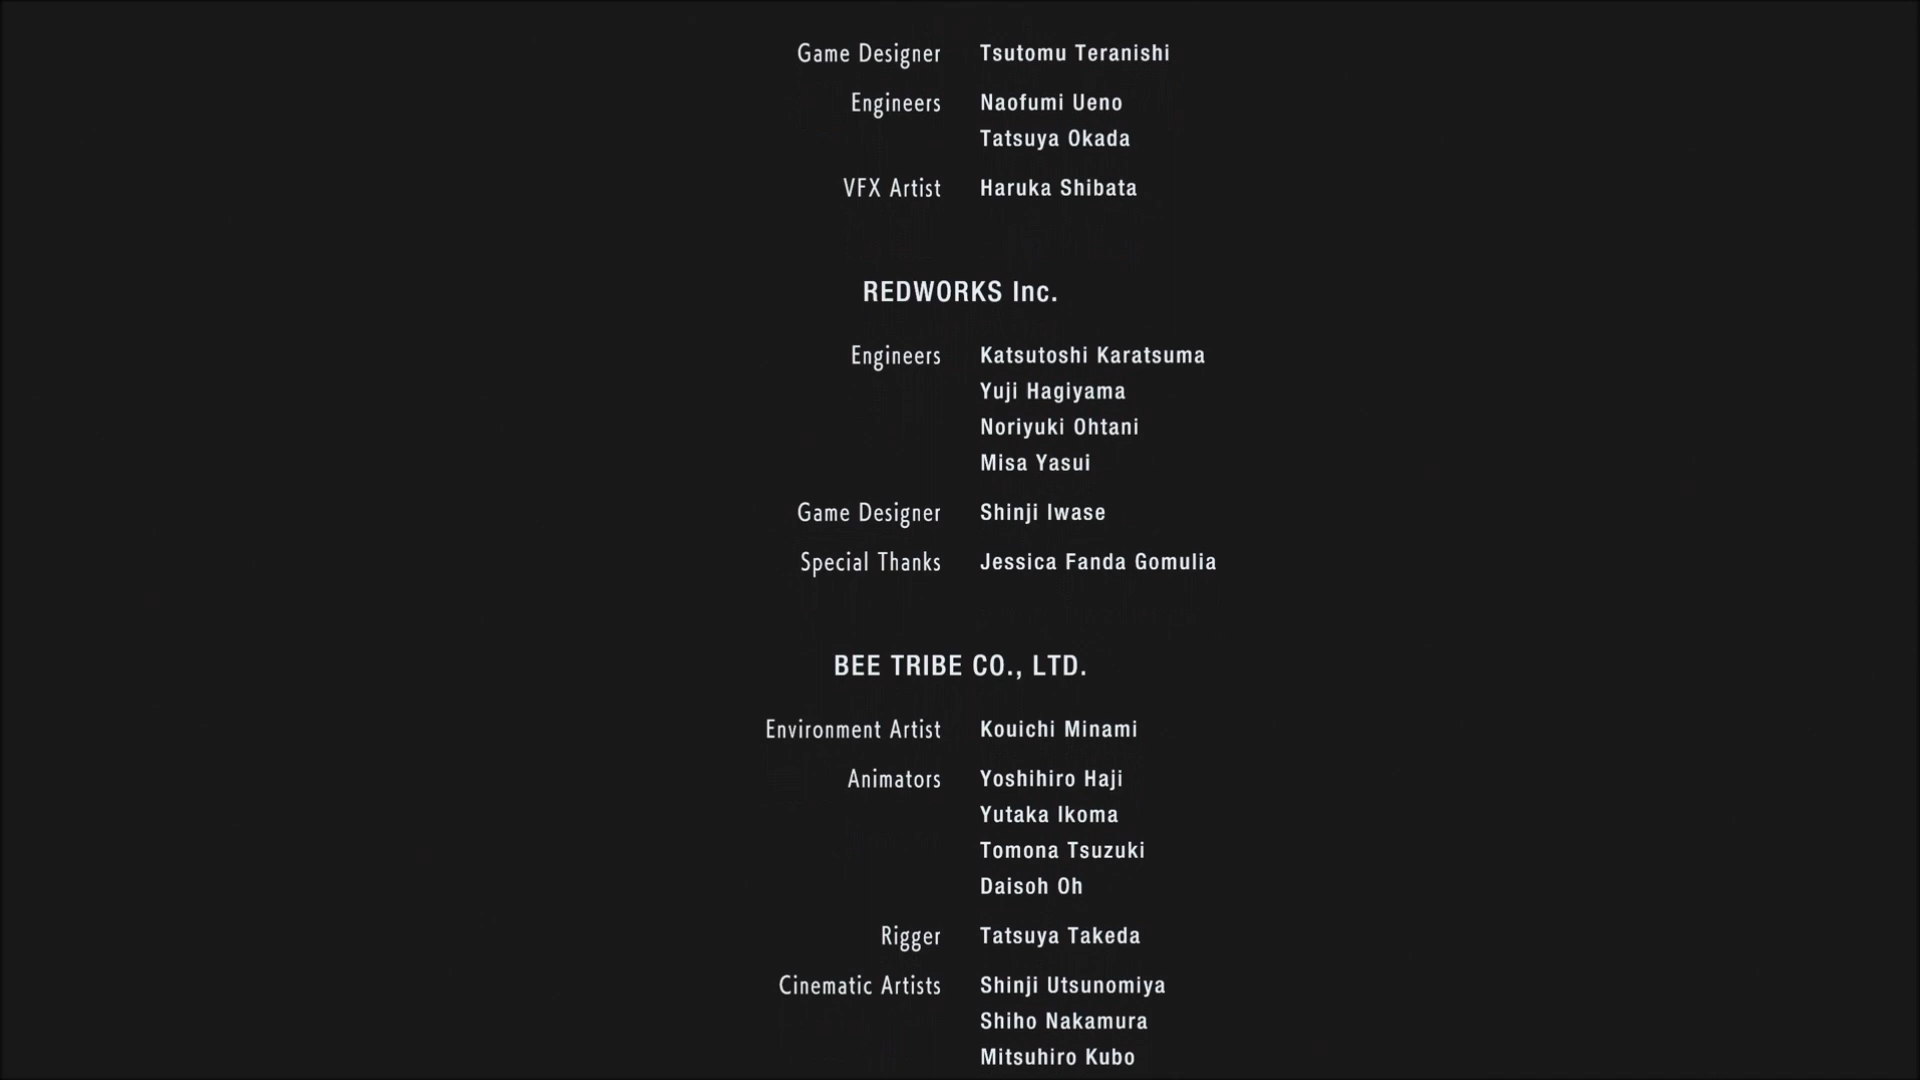 Game Designer Tsutomu Teranishi
Engineers Naofumi Ueno
Tatsuya Okada
VFX Artist Haruka Shibata
REDWORKS Inc.
Engineers Katsutoshi Karatsuma
Yuji Hagiyama
Noriyuki Ohtani
Misa Yasui
Game Designer Shinji Iwase
Special Thanks Jessica Fanda Gomulia
BEE TRIBE CO., LTD.
Environment Artist Kouichi Minami
Animators Yoshihiro Haji
Yutaka Ikoma
Tomona Tsuzuki
Daisoh Oh
Rigger Tatsuya Takeda
Cinematic Artists Shinji Utsunomiya
Shiho Nakamura
Mitsuhiro Kubo